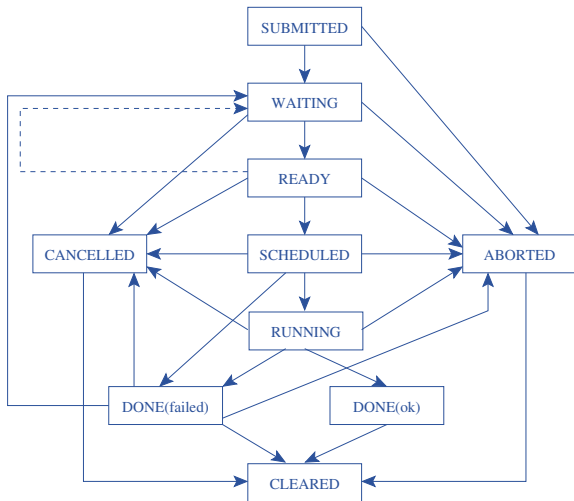 SUBMITTED
WAITING
READY
CANCELLED
SCHEDULED
ABORTED
RUNNING
DONE(failed)
DONE(ok)
CLEARED